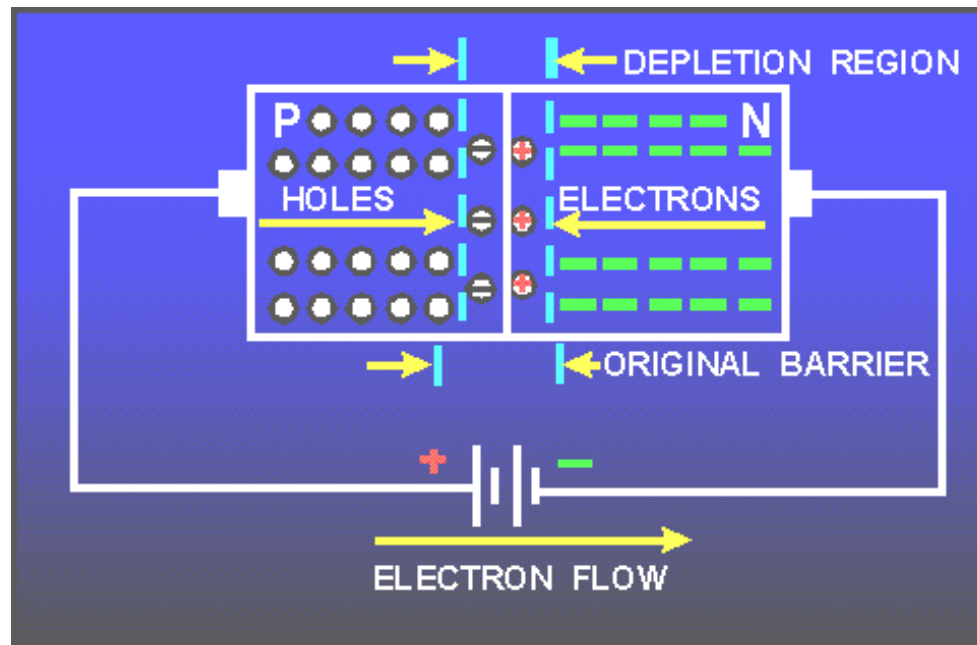 DEPLETION REGION
P N
HOLES ELECTRONS
ORIGINAL BARRIER
+ −
ELECTRON FLOW